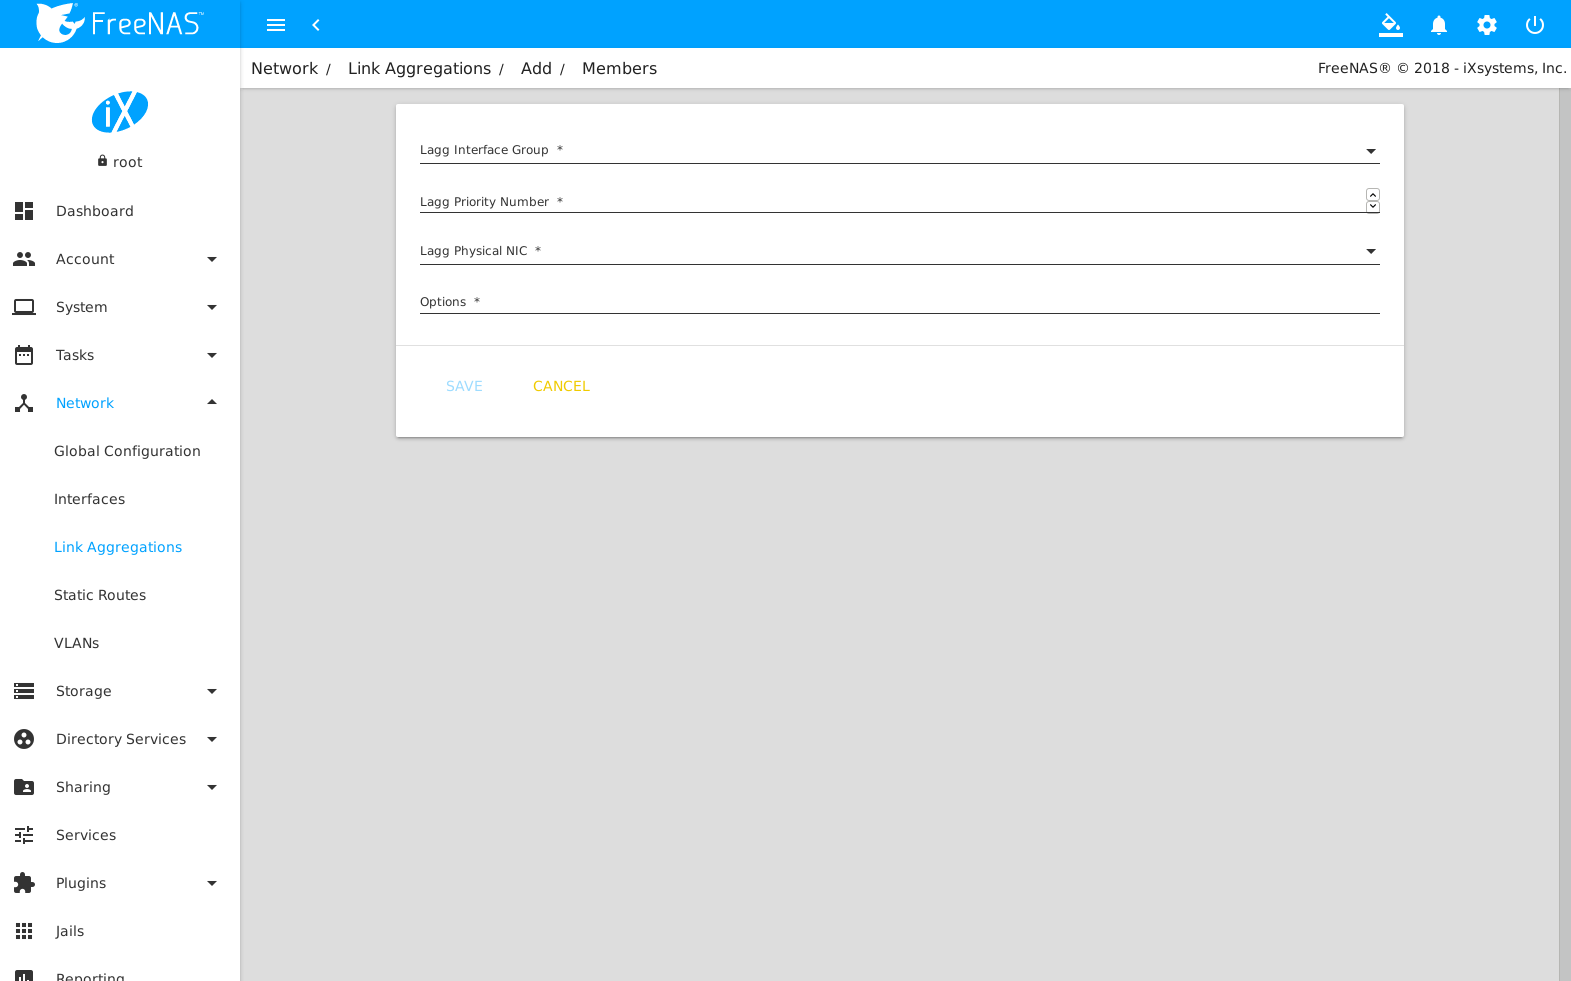 FreeNAS™
Network / Link Aggregations / Add / Members
FreeNAS® © 2018 - iXsystems, Inc.
iX
root
Dashboard
Account
System
Tasks
Network
Global Configuration
Interfaces
Link Aggregations
Static Routes
VLANs
Storage
Directory Services
Sharing
Services
Plugins
Jails
Reporting
Lagg Interface Group *
Lagg Priority Number *
Lagg Physical NIC *
Options *
SAVE CANCEL